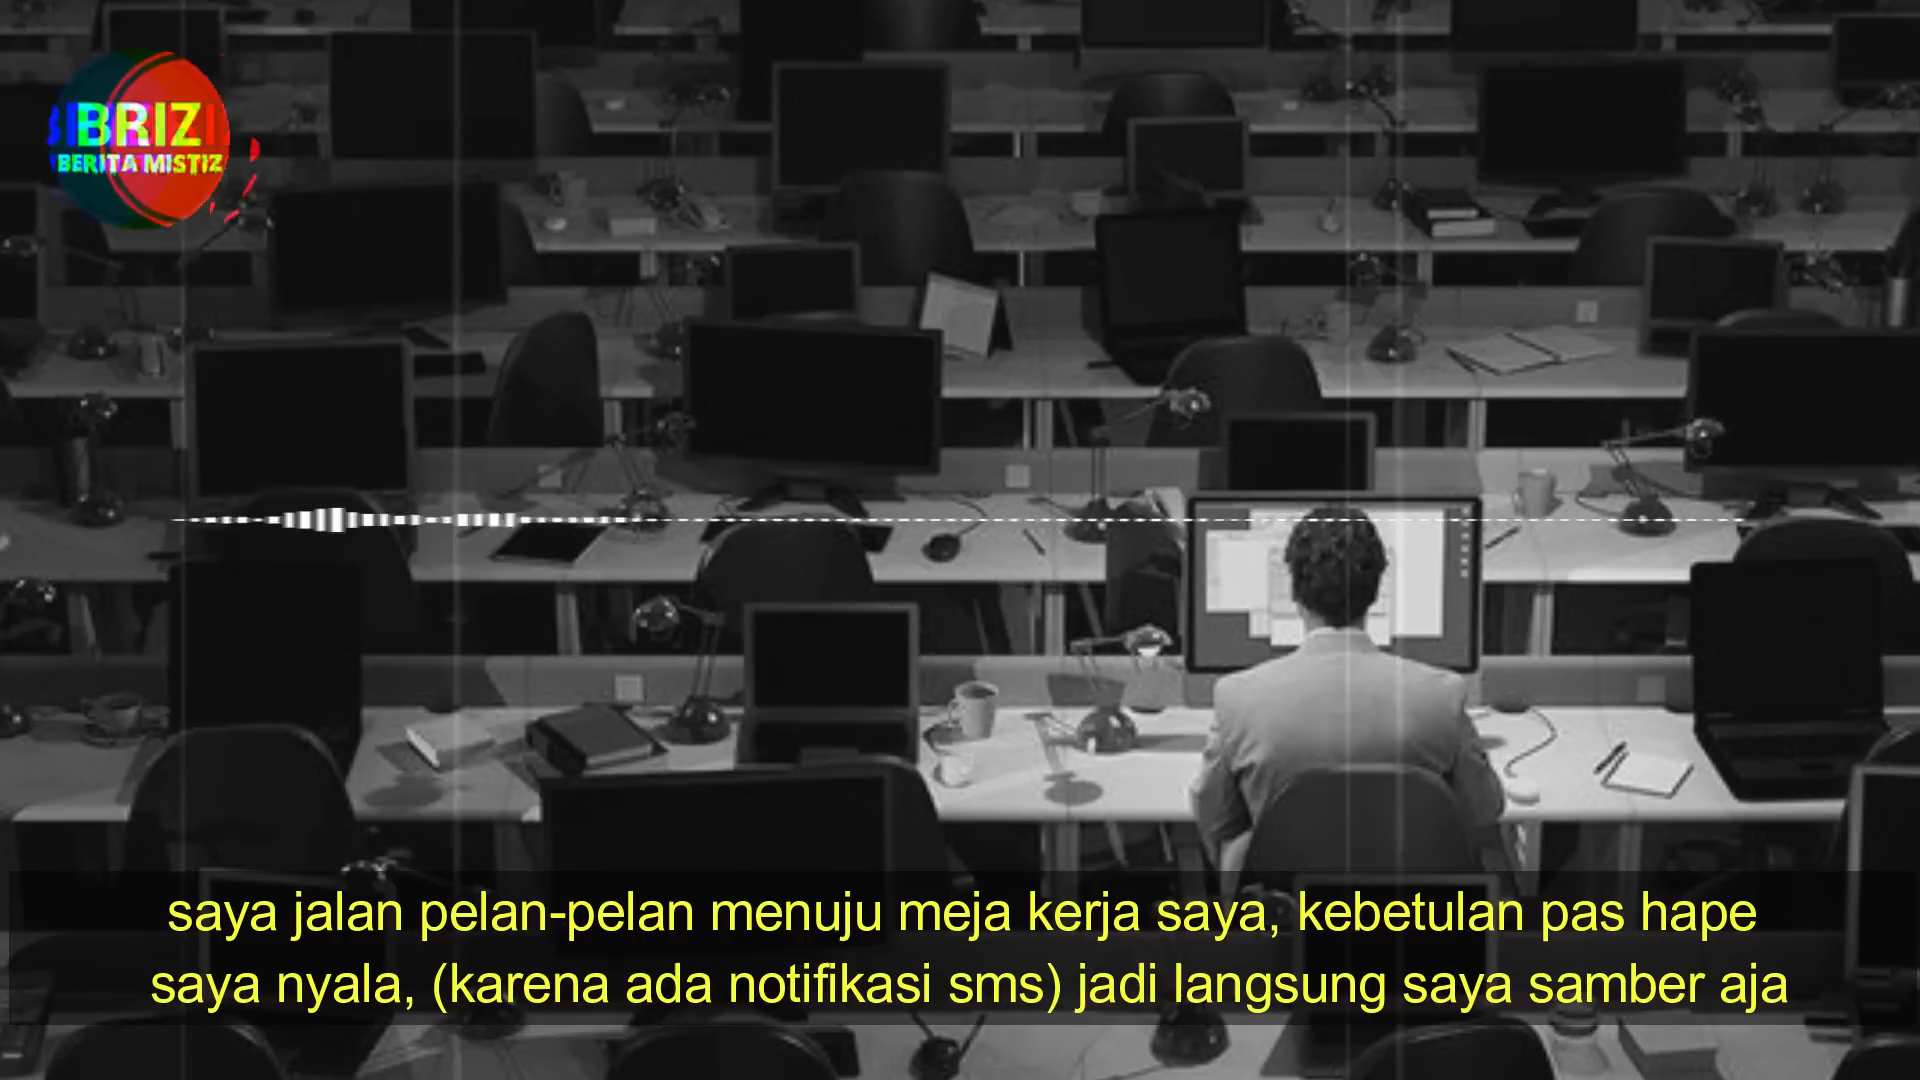 BRIZI
BERITA MISTIZ
saya jalan pelan-pelan menuju meja kerja saya, kebetulan pas hape
saya nyala, (karena ada notifikasi sms) jadi langsung saya samber aja